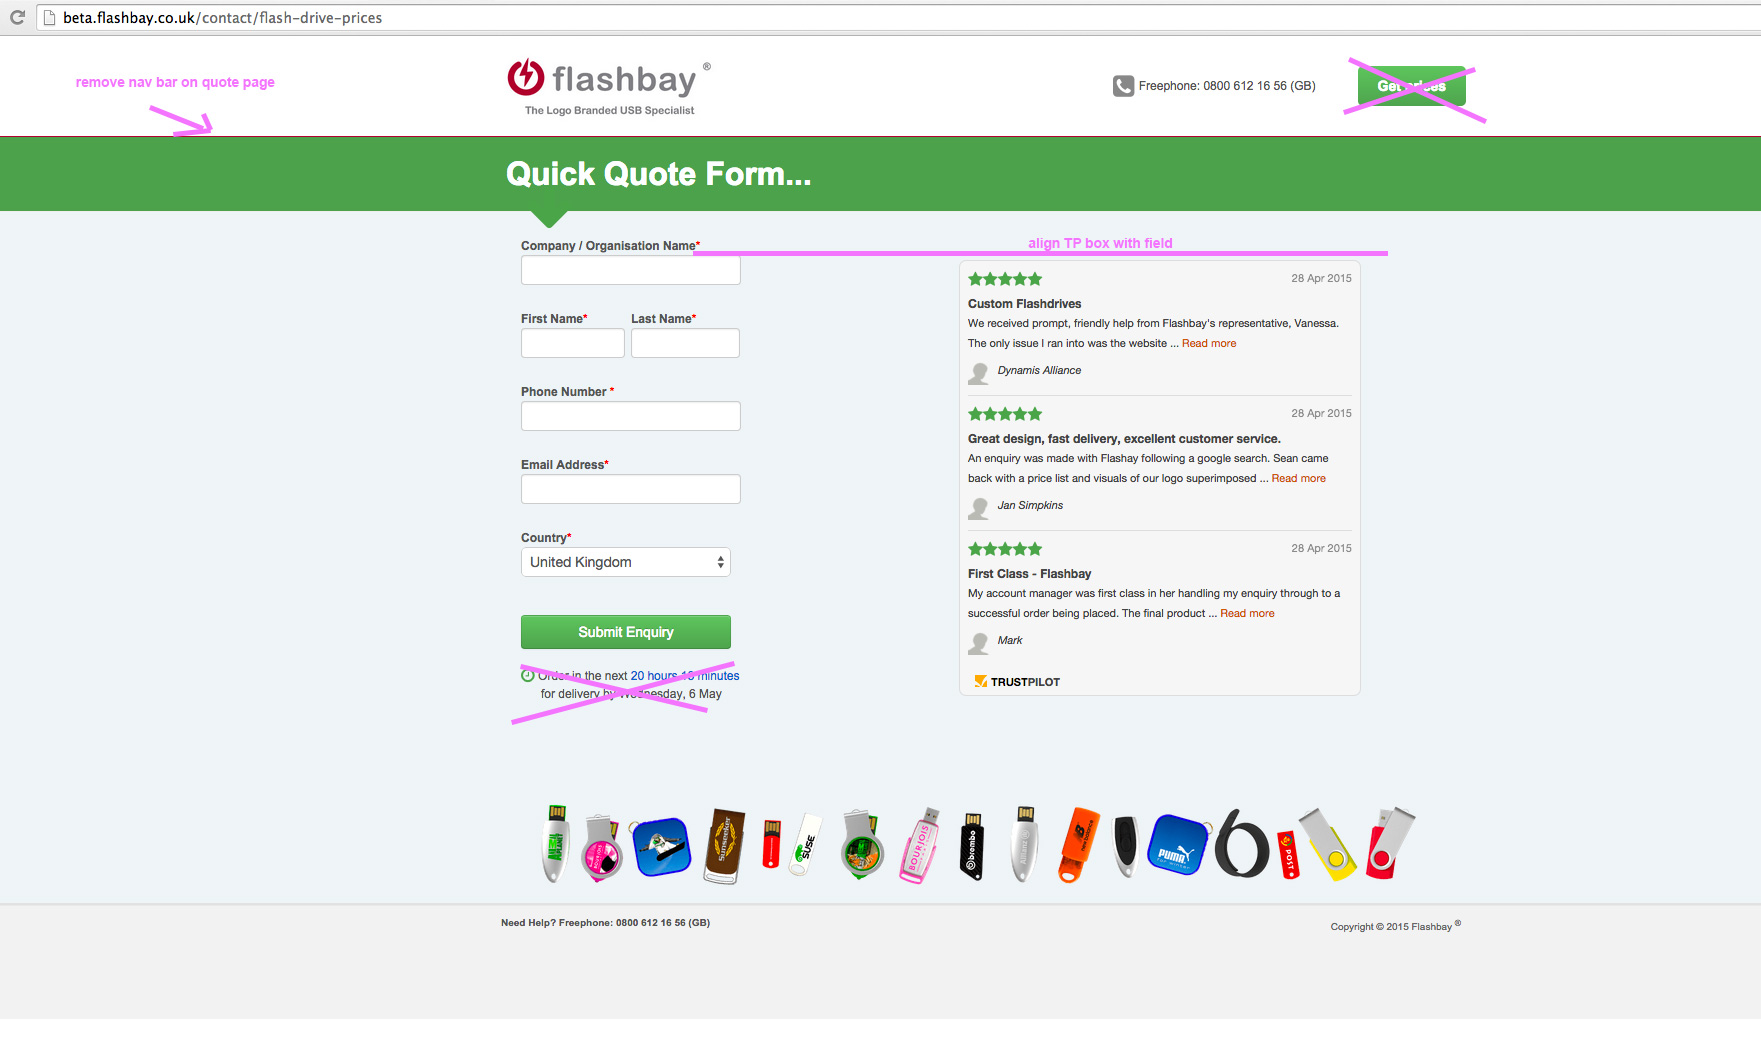 beta.flashbay.co.uk/contact/flash-drive-prices
remove nav bar on quote page
flashbay ®
The Logo Branded USB Specialist
Freephone: 0800 612 16 56 (GB)
Get prices
Quick Quote Form...
Company / Organisation Name*
align TP box with field
First Name* Last Name*
Phone Number *
Email Address*
Country*
United Kingdom
Submit Enquiry
Order in the next 20 hours 18 minutes
for delivery by Wednesday, 6 May
28 Apr 2015
Custom Flashdrives
We received prompt, friendly help from Flashbay's representative, Vanessa.
The only issue I ran into was the website ... Read more
Dynamis Alliance
28 Apr 2015
Great design, fast delivery, excellent customer service.
An enquiry was made with Flashay following a google search. Sean came
back with a price list and visuals of our logo superimposed ... Read more
Jan Simpkins
28 Apr 2015
First Class - Flashbay
My account manager was first class in her handling my enquiry through to a
successful order being placed. The final product ... Read more
Mark
TRUSTPILOT
Sunseeker
SUSE
BOURJOIS
brembo
Allianz
PUMA
POST
Need Help? Freephone: 0800 612 16 56 (GB)
Copyright © 2015 Flashbay ®